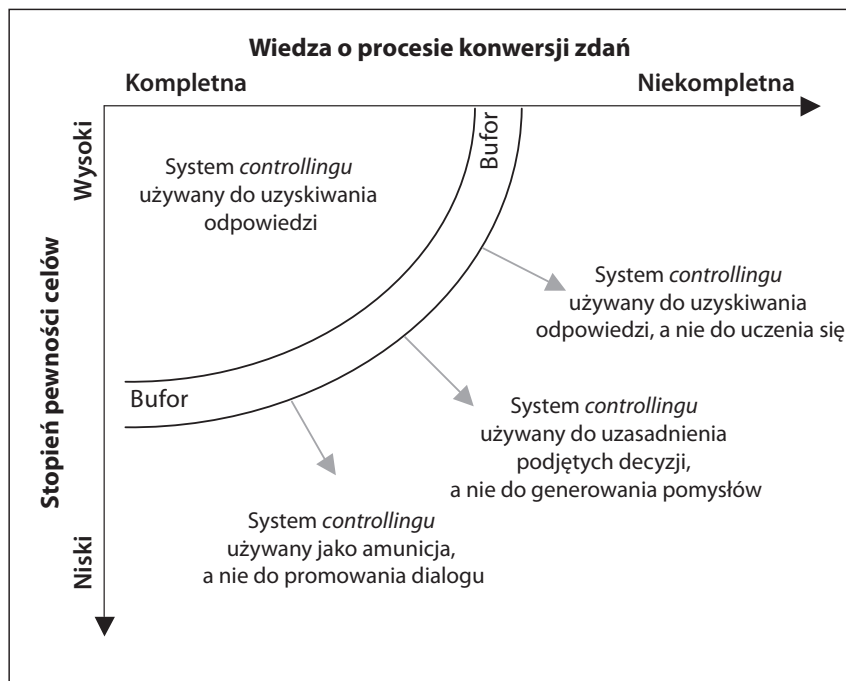 Wiedza o procesie konwersji zdań
Kompletna
Niekompletna
Stopień pewności celów
Wysoki
Niski
Bufor
Bufor
System controllingu
używany do uzyskiwania
odpowiedzi
System controllingu
używany do uzyskiwania
odpowiedzi, a nie do uczenia się
System controllingu
używany do uzasadnienia
podjętych decyzji,
a nie do generowania pomysłów
System controllingu
używany jako amunicja,
a nie do promowania dialogu